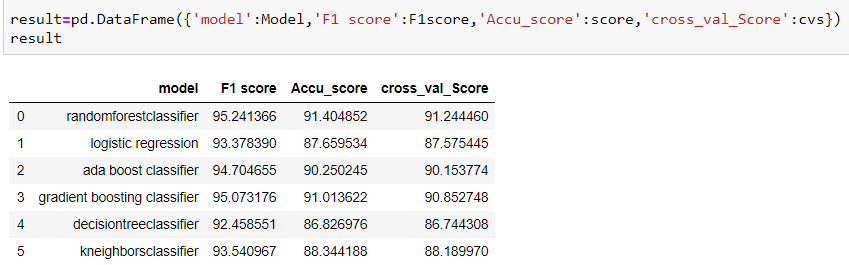 result=pd.DataFrame({'model':Model,'F1 score':F1score,'Accu_score':score,'cross_val_Score':cvs})
result
model F1 score Accu_score cross_val_Score
0 randomforestclassifier 95.241366 91.404852 91.244460
1 logistic regression 93.378390 87.659534 87.575445
2 ada boost classifier 94.704655 90.250245 90.153774
3 gradient boosting classifier 95.073176 91.013622 90.852748
4 decisiontreeclassifier 92.458551 86.826976 86.744308
5 kneighborsclassifier 93.540967 88.344188 88.189970